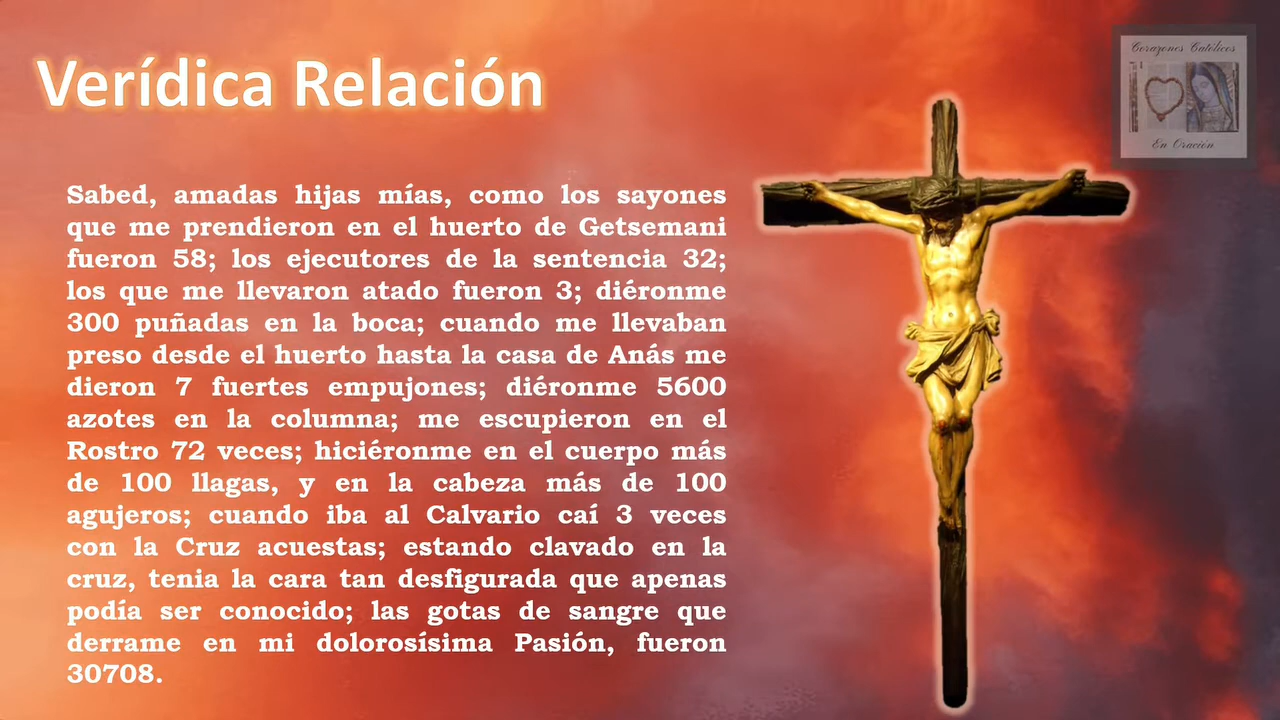 Verídica Relación
Corazones Católicos
En Oración
Sabed, amadas hijas mías, como los sayones
que me prendieron en el huerto de Getsemani
fueron 58; los ejecutores de la sentencia 32;
los que me llevaron atado fueron 3; diéronme
300 puñadas en la boca; cuando me llevaban
preso desde el huerto hasta la casa de Anás me
dieron 7 fuertes empujones; diéronme 5600
azotes en la columna; me escupieron en el
Rostro 72 veces; hiciéronme en el cuerpo más
de 100 llagas, y en la cabeza más de 100
agujeros; cuando iba al Calvario caí 3 veces
con la Cruz acuestas; estando clavado en la
cruz, tenia la cara tan desfigurada que apenas
podía ser conocido; las gotas de sangre que
derrame en mi dolorosísima Pasión, fueron
30708.